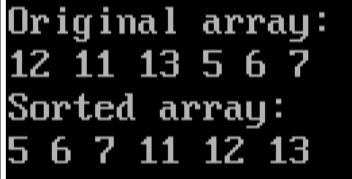 Original array:
12 11 13 5 6 7
Sorted array:
5 6 7 11 12 13